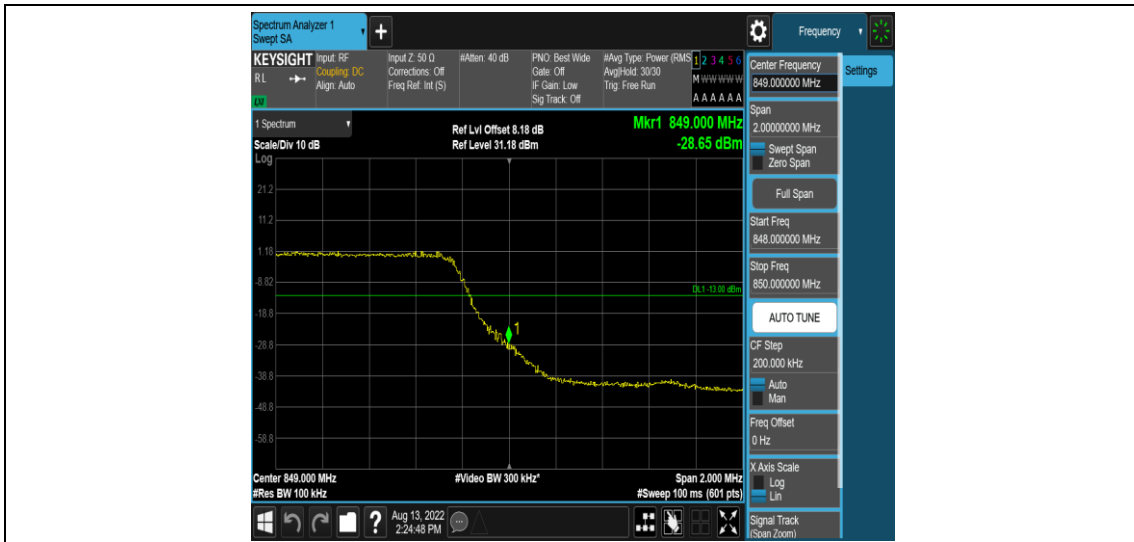 Spectrum Analyzer 1
Swept SA
+
Frequency
KEYSIGHT Input: RF
Input Z: 50 Ω
#Atten: 40 dB
PNO: Best Wide
#Avg Type: Power (RMS
1 2 3 4 5 6
RL
Coupling: DC
Corrections: Off
Gate: Off
Avg|Hold: 30/30
M W W W W W
Align: Auto
Freq Ref: Int (S)
IF Gain: Low
Trig: Free Run
Sig Track: Off
A A A A A A
LM
1 Spectrum
Ref Lvl Offset 8.18 dB
Mkr1 849.000 MHz
Scale/Div 10 dB
Ref Level 31.18 dBm
-28.65 dBm
Log
21.2
11.2
1.18
-8.82
DL1 -13.00 dBm
-18.8
1
-28.8
-38.8
-48.8
-58.8
Center 849.000 MHz
#Video BW 300 kHz*
Span 2.000 MHz
#Res BW 100 kHz
#Sweep 100 ms (601 pts)
Center Frequency
849.000000 MHz
Settings
Span
2.00000000 MHz
Swept Span
Zero Span
Full Span
Start Freq
848.000000 MHz
Stop Freq
850.000000 MHz
AUTO TUNE
CF Step
200.000 kHz
Auto
Man
Freq Offset
0 Hz
X Axis Scale
Log
Lin
Signal Track
(Span Zoom)
?
Aug 13, 2022
2:24:48 PM